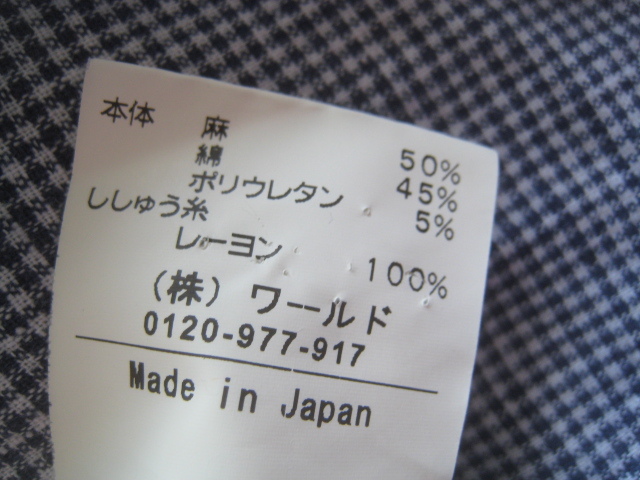 本体 麻 50%
綿 45%
ポリウレタン 5%
ししゅう糸
レーヨン 100%
(株) ワールド
0120-977-917
Made in Japan